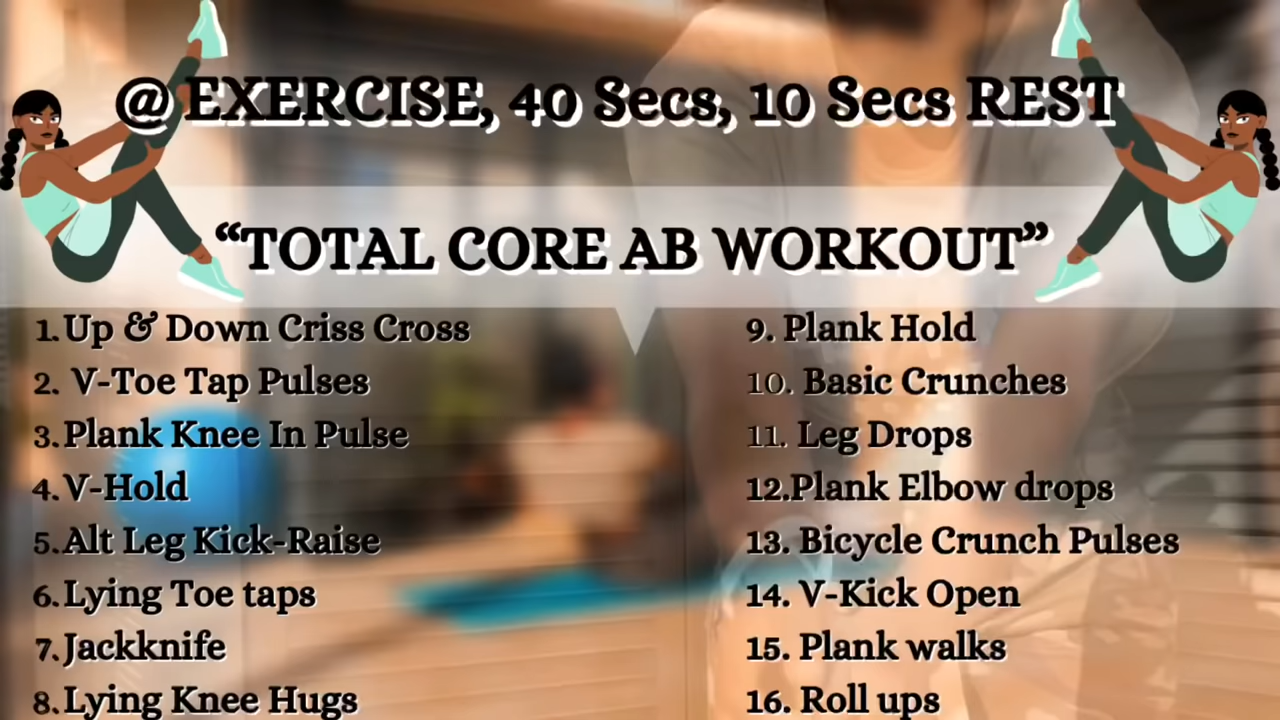 @ EXERCISE, 40 Secs, 10 Secs REST
“TOTAL CORE AB WORKOUT”
1. Up & Down Criss Cross
2. V-Toe Tap Pulses
3. Plank Knee In Pulse
4. V-Hold
5. Alt Leg Kick-Raise
6. Lying Toe taps
7. Jackknife
8. Lying Knee Hugs
9. Plank Hold
10. Basic Crunches
11. Leg Drops
12.Plank Elbow drops
13. Bicycle Crunch Pulses
14. V-Kick Open
15. Plank walks
16. Roll ups